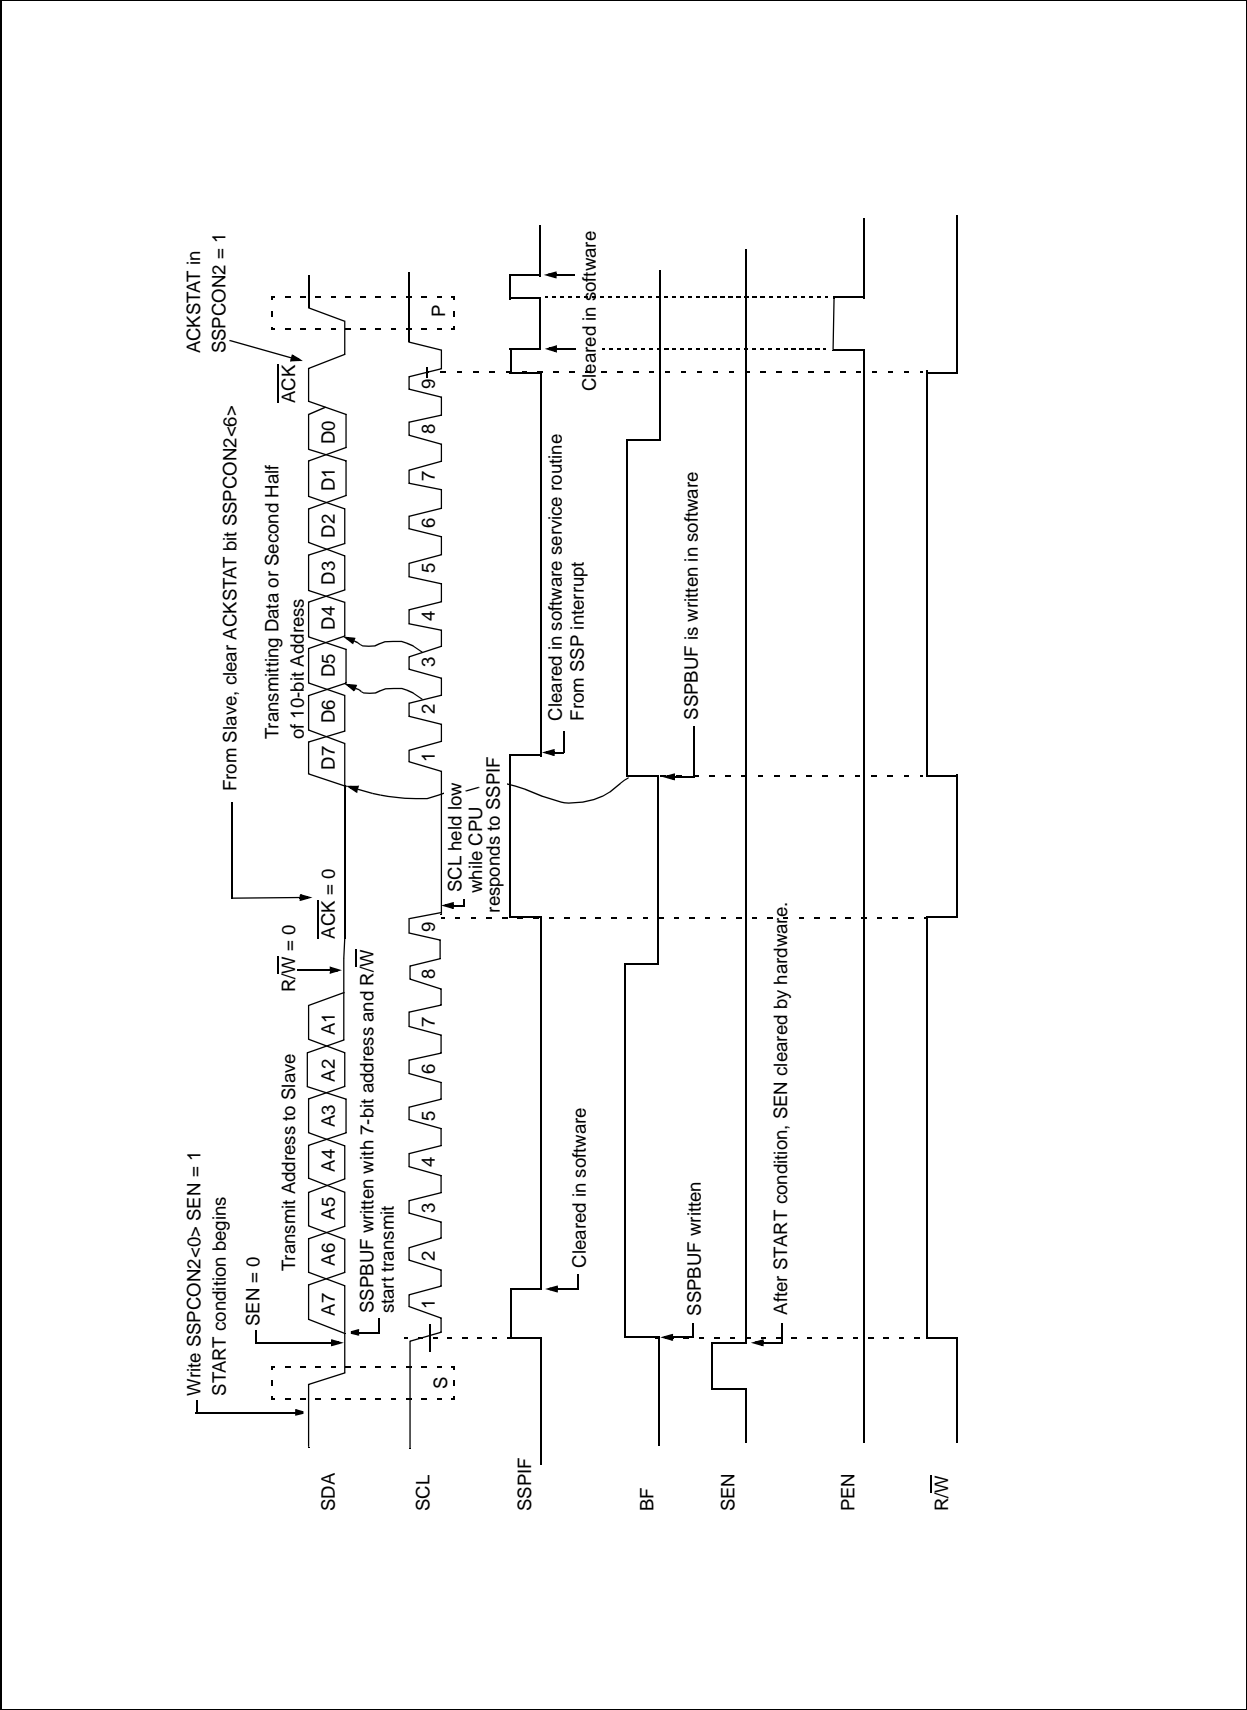 Write SSPCON2<0> SEN = 1
START condition begins
SEN = 0
Transmit Address to Slave
R/W = 0
ACK = 0
From Slave, clear ACKSTAT bit SSPCON2<6>
Transmitting Data or Second Half
of 10-bit Address
ACKSTAT in
SSPCON2 = 1
ACK
SDA
A7 A6 A5 A4 A3 A2 A1
D7 D6 D5 D4 D3 D2 D1 D0
SSPBUF written with 7-bit address and R/W
start transmit
SCL
S
1 2 3 4 5 6 7 8 9
1 2 3 4 5 6 7 8 9
P
SCL held low
while CPU
responds to SSPIF
SSPIF
Cleared in software
Cleared in software service routine
From SSP interrupt
Cleared in software
Cleared in software
BF
SSPBUF written
SSPBUF is written in software
SEN
After START condition, SEN cleared by hardware.
PEN
R/W